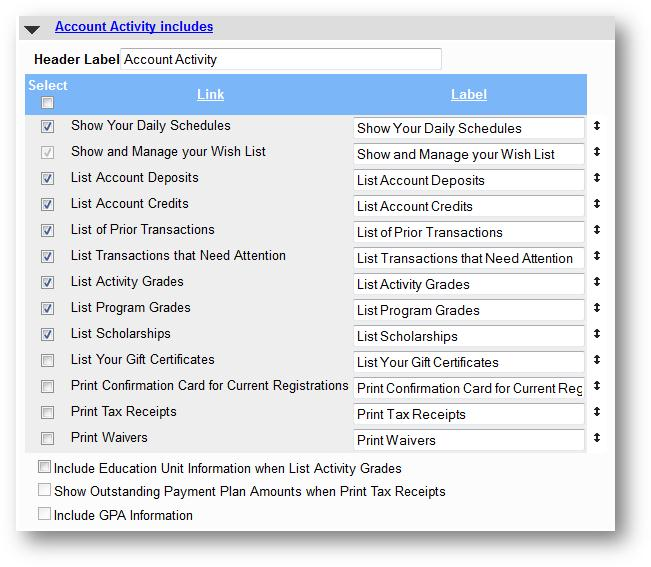 Account Activity includes
Header Label Account Activity
Select Link Label
Show Your Daily Schedules Show Your Daily Schedules
Show and Manage your Wish List Show and Manage your Wish List
List Account Deposits List Account Deposits
List Account Credits List Account Credits
List of Prior Transactions List of Prior Transactions
List Transactions that Need Attention List Transactions that Need Attention
List Activity Grades List Activity Grades
List Program Grades List Program Grades
List Scholarships List Scholarships
List Your Gift Certificates List Your Gift Certificates
Print Confirmation Card for Current Registrations Print Confirmation Card for Current Reg
Print Tax Receipts Print Tax Receipts
Print Waivers Print Waivers
Include Education Unit Information when List Activity Grades
Show Outstanding Payment Plan Amounts when Print Tax Receipts
Include GPA Information